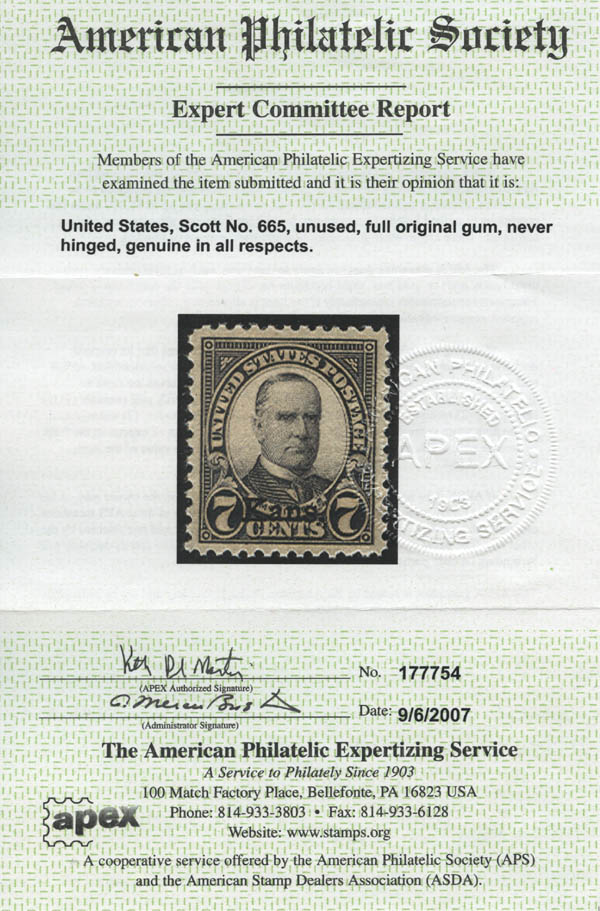 American Philatelic Society
Expert Committee Report
Members of the American Philatelic Expertizing Service have
examined the item submitted and it is their opinion that it is:
United States, Scott No. 665, unused, full original gum, never
hinged, genuine in all respects.
UNITED STATES POSTAGE
Kans.
7 CENTS 7
AMERICAN PHILATELIC
ESTABLISHED
APEX
EXPERTIZING SERVICE
No. 177754
(APEX Authorized Signature)
Date: 9/6/2007
(Administrator Signature)
The American Philatelic Expertizing Service
A Service to Philately Since 1903
100 Match Factory Place, Bellefonte, PA 16823 USA
Phone: 814-933-3803 • Fax: 814-933-6128
Website: www.stamps.org
apex
A cooperative service offered by the American Philatelic Society (APS)
and the American Stamp Dealers Association (ASDA).